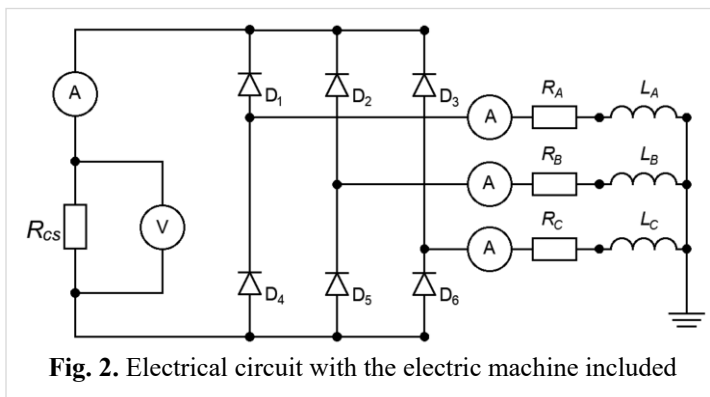 A
D1
D2
D3
A
RA
LA
RB
LB
A
RCS
V
RC
LC
A
D4
D5
D6
Fig. 2. Electrical circuit with the electric machine included